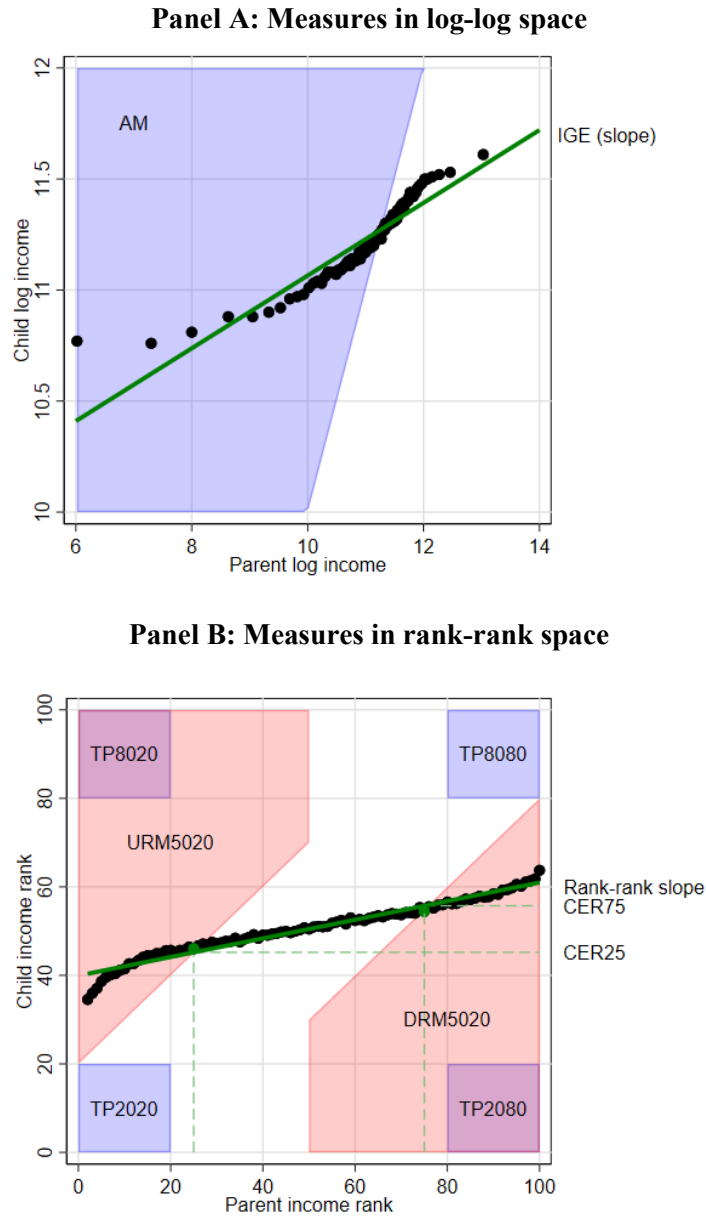 Panel A: Measures in log-log space
12
AM
IGE (slope)
11.5
Child log income
11
10.5
10
6
8
10
12
14
Parent log income
Panel B: Measures in rank-rank space
100
TP8020
TP8080
80
URM5020
Child income rank
60
Rank-rank slope
CER75
CER25
40
DRM5020
20
TP2020
TP2080
0
0
20
40
60
80
100
Parent income rank